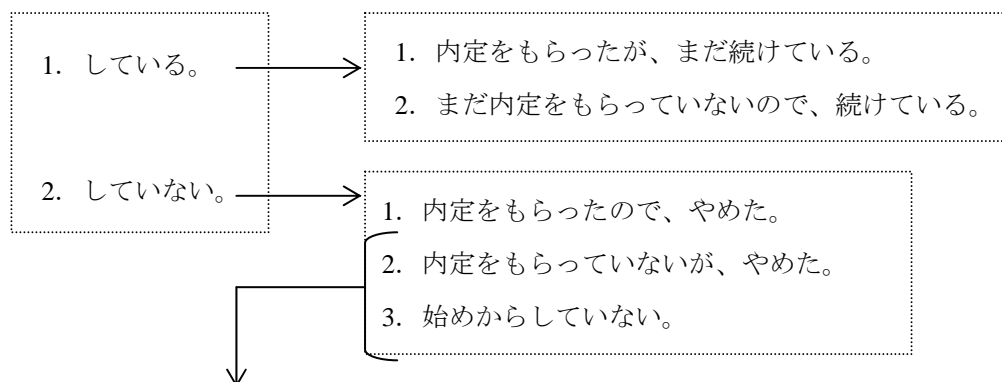 1. している。
1. 内定をもらったが、まだ続けている。
2. まだ内定をもらっていないので、続けている。
2. していない。
1. 内定をもらったので、やめた。
2. 内定をもらっていないが、やめた。
3. 始めからしていない。